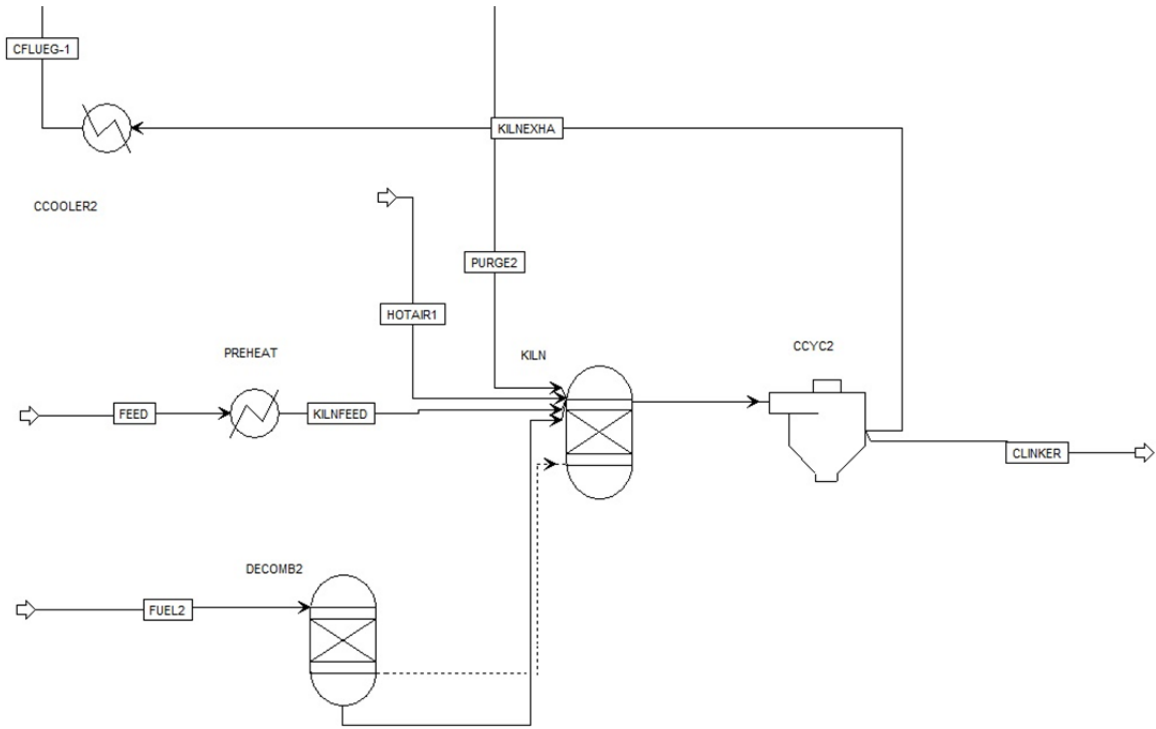 CFLUEG-1
KILNEXHA
CCOOLER2
PURGE2
HOTAIR1
CCYC2
PREHEAT
KILN
FEED
KILNFEED
CLINKER
DECOMB2
FUEL2